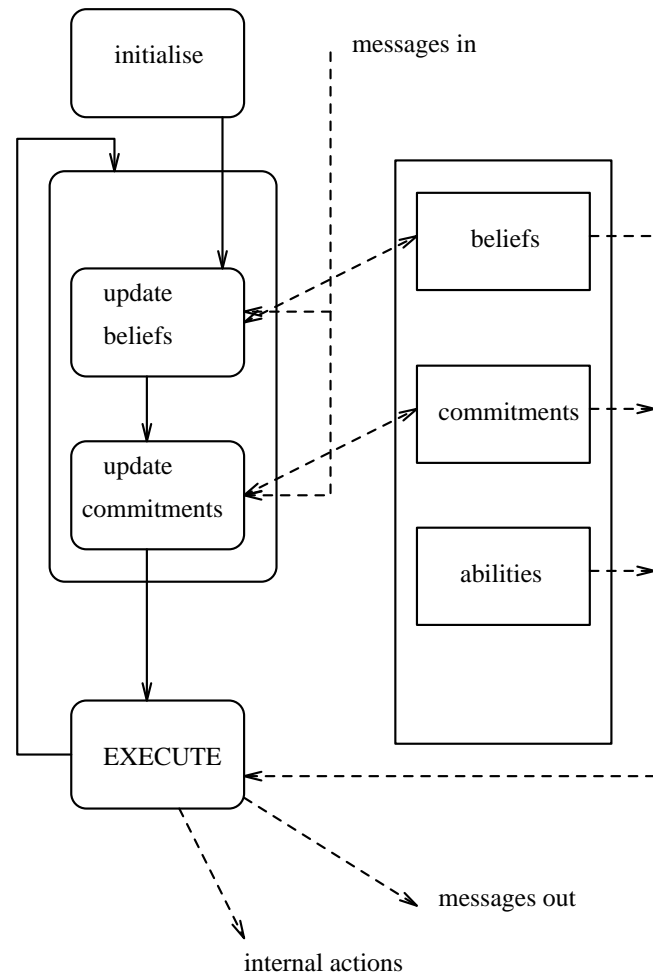 initialise
messages in
beliefs
update
beliefs
commitments
update
commitments
abilities
EXECUTE
messages out
internal actions